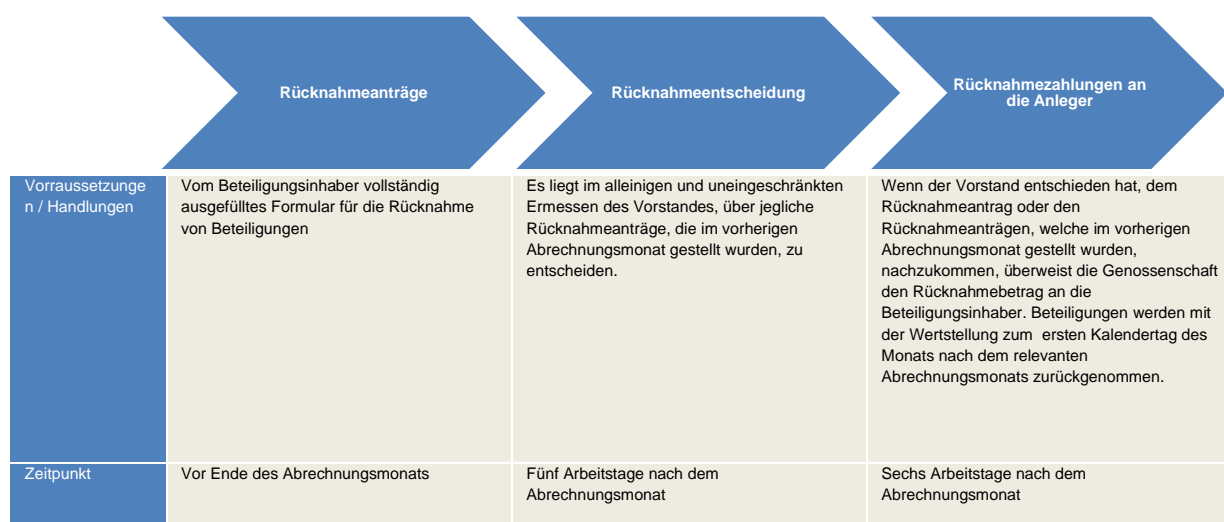 Rücknahmeanträge
Rücknahmeentscheidung
Rücknahmezahlungen an
die Anleger
Vorraussetzunge
n / Handlungen
Vom Beteiligungsinhaber vollständig
ausgefülltes Formular für die Rücknahme
von Beteiligungen
Es liegt im alleinigen und uneingeschränkten
Ermessen des Vorstandes, über jegliche
Rücknahmeanträge, die im vorherigen
Abrechnungsmonat gestellt wurden, zu
entscheiden.
Wenn der Vorstand entschieden hat, dem
Rücknahmeantrag oder den
Rücknahmeanträgen, welche im vorherigen
Abrechnungsmonat gestellt wurden,
nachzukommen, überweist die Genossenschaft
den Rücknahmebetrag an die
Beteiligungsinhaber. Beteiligungen werden mit
der Wertstellung zum  ersten Kalendertag des
Monats nach dem relevanten
Abrechnungsmonats zurückgenommen.
Zeitpunkt
Vor Ende des Abrechnungsmonats
Fünf Arbeitstage nach dem
Abrechnungsmonat
Sechs Arbeitstage nach dem
Abrechnungsmonat